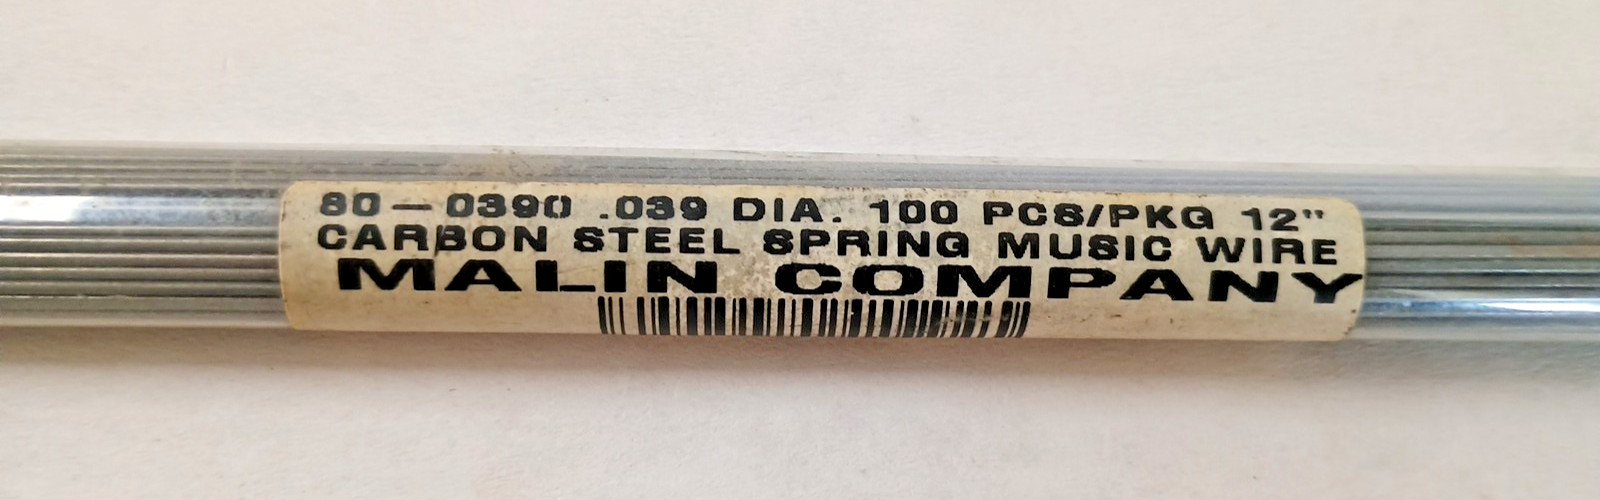 80-0390 .039 DIA. 100 PCS/PKG 12"
CARBON STEEL SPRING MUSIC WIRE
MALIN COMPANY